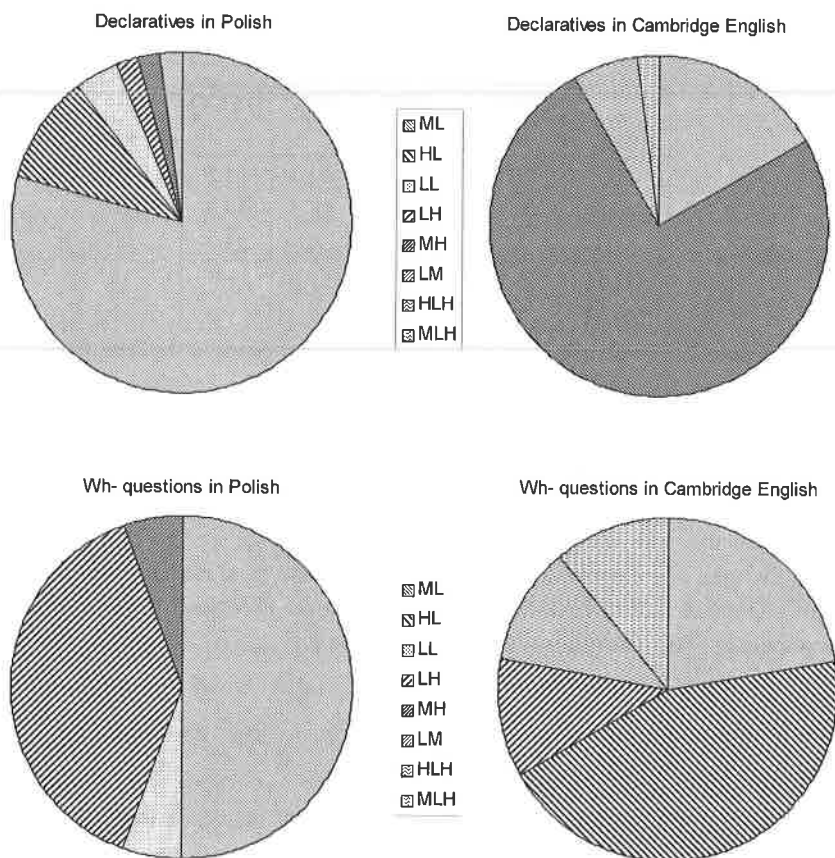 Declaratives in Polish
Declaratives in Cambridge English
ML
HL
LL
LH
MH
LM
HLH
MLH
Wh- questions in Polish
Wh- questions in Cambridge English
ML
HL
LL
LH
MH
LM
HLH
MLH